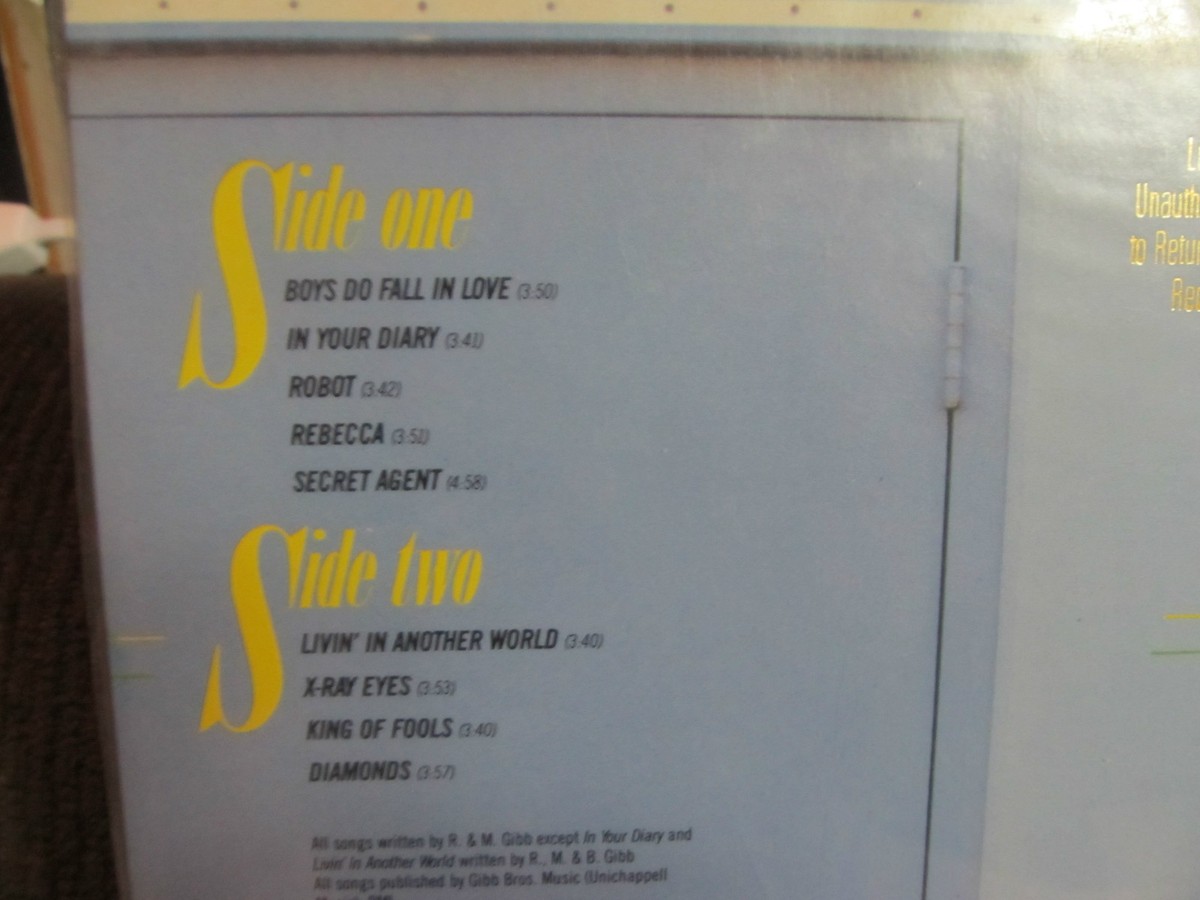 Side one
BOYS DO FALL IN LOVE (3:50)
IN YOUR DIARY (3:41)
ROBOT (3:42)
REBECCA (3:51)
SECRET AGENT (4:58)
Side two
LIVIN' IN ANOTHER WORLD (3:40)
X-RAY EYES (3:53)
KING OF FOOLS (3:40)
DIAMONDS (3:57)
All songs written by R. & M. Gibb except In Your Diary and
Livin' In Another World written by R., M. & B. Gibb
All songs published by Gibb Bros. Music (Unichappell
Unauth
to Retu